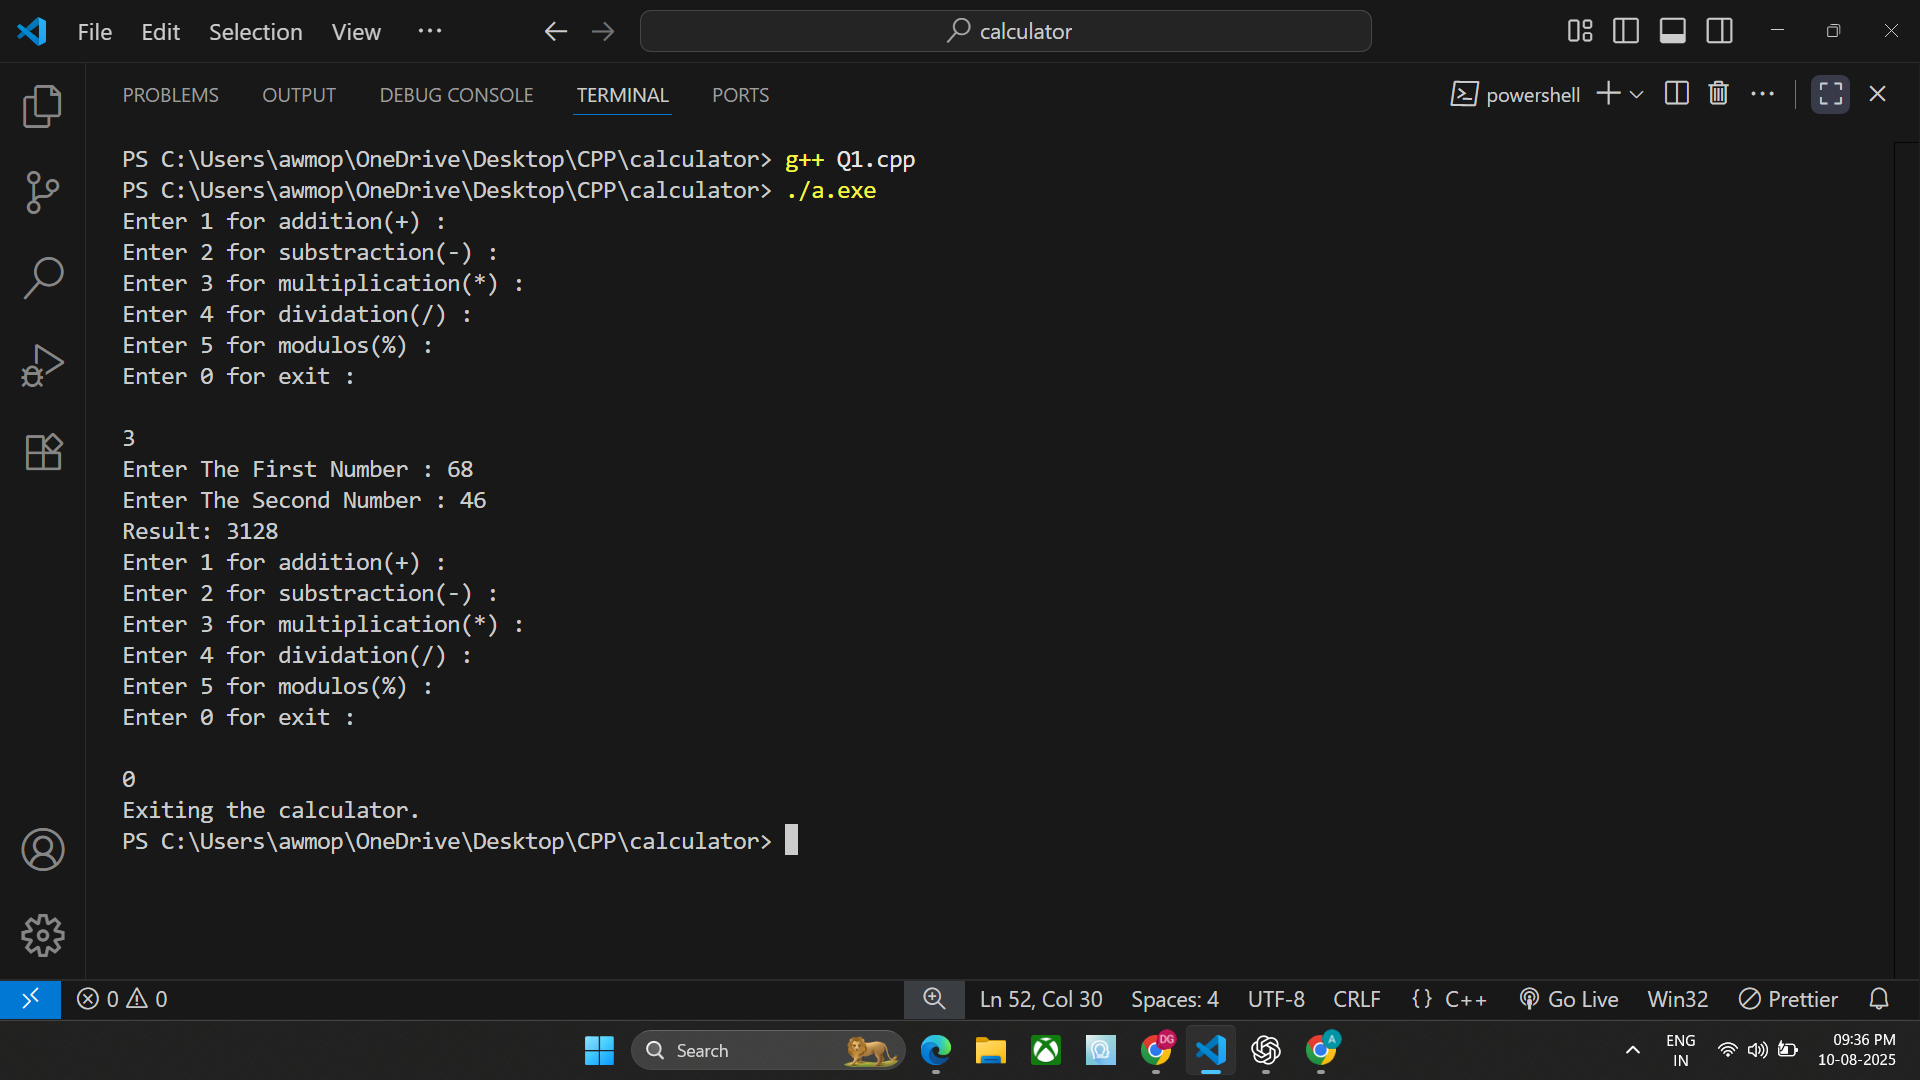 File Edit Selection View ··· calculator
PROBLEMS OUTPUT DEBUG CONSOLE TERMINAL PORTS powershell
PS C:\Users\awmop\OneDrive\Desktop\CPP\calculator> g++ Q1.cpp
PS C:\Users\awmop\OneDrive\Desktop\CPP\calculator> ./a.exe
Enter 1 for addition(+) :
Enter 2 for substraction(-) :
Enter 3 for multiplication(*) :
Enter 4 for dividation(/) :
Enter 5 for modulos(%) :
Enter 0 for exit :
3
Enter The First Number : 68
Enter The Second Number : 46
Result: 3128
Enter 1 for addition(+) :
Enter 2 for substraction(-) :
Enter 3 for multiplication(*) :
Enter 4 for dividation(/) :
Enter 5 for modulos(%) :
Enter 0 for exit :
0
Exiting the calculator.
PS C:\Users\awmop\OneDrive\Desktop\CPP\calculator>
0 0 Ln 52, Col 30 Spaces: 4 UTF-8 CRLF {} C++ Go Live Win32 Prettier
Search DG A ENG 09:36 PM
IN 10-08-2025